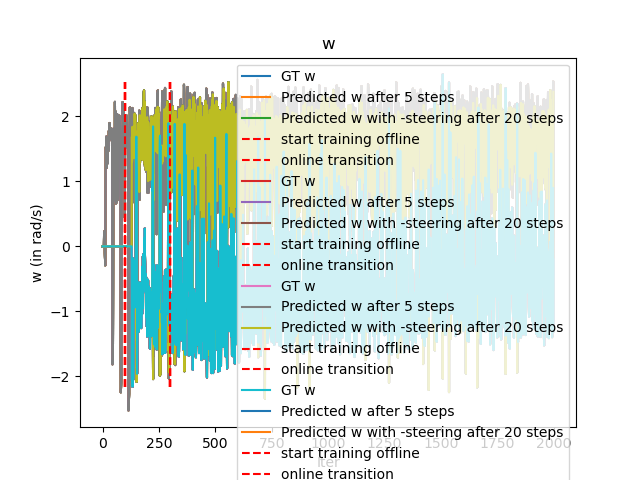 w
w (in rad/s)
2
1
0
−1
−2
GT w
Predicted w after 5 steps
Predicted w with -steering after 20 steps
start training offline
online transition
GT w
Predicted w after 5 steps
Predicted w with -steering after 20 steps
start training offline
online transition
GT w
Predicted w after 5 steps
Predicted w with -steering after 20 steps
start training offline
online transition
GT w
Predicted w after 5 steps
Predicted w with -steering after 20 steps
start training offline
online transition
0 250 500 750 1000 1250 1500 1750 2000
iter